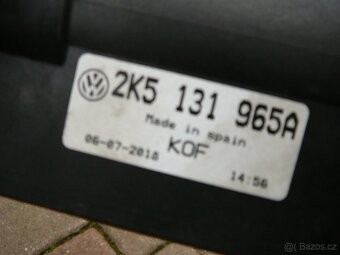 2K5 131 965A
Made in spain
KOF
06-07-2018
14:56
bazos.cz